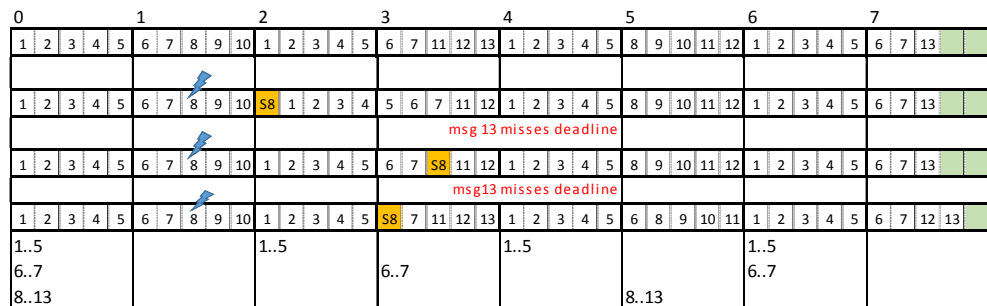 0 1 2 3 4 5 6 7
1 2 3 4 5 6 7 8 9 10 1 2 3 4 5 6 7 11 12 13 1 2 3 4 5 8 9 10 11 12 1 2 3 4 5 6 7 13
1 2 3 4 5 6 7 8 9 10 S8 1 2 3 4 5 6 7 11 12 1 2 3 4 5 8 9 10 11 12 1 2 3 4 5 6 7 13
msg 13 misses deadline
1 2 3 4 5 6 7 8 9 10 1 2 3 4 5 6 7 S8 11 12 1 2 3 4 5 8 9 10 11 12 1 2 3 4 5 6 7 13
msg13 misses deadline
1 2 3 4 5 6 7 8 9 10 1 2 3 4 5 S8 7 11 12 13 1 2 3 4 5 6 8 9 10 11 1 2 3 4 5 6 7 12 13
1..5 1..5 1..5 1..5
6..7 6..7 6..7
8..13 8..13